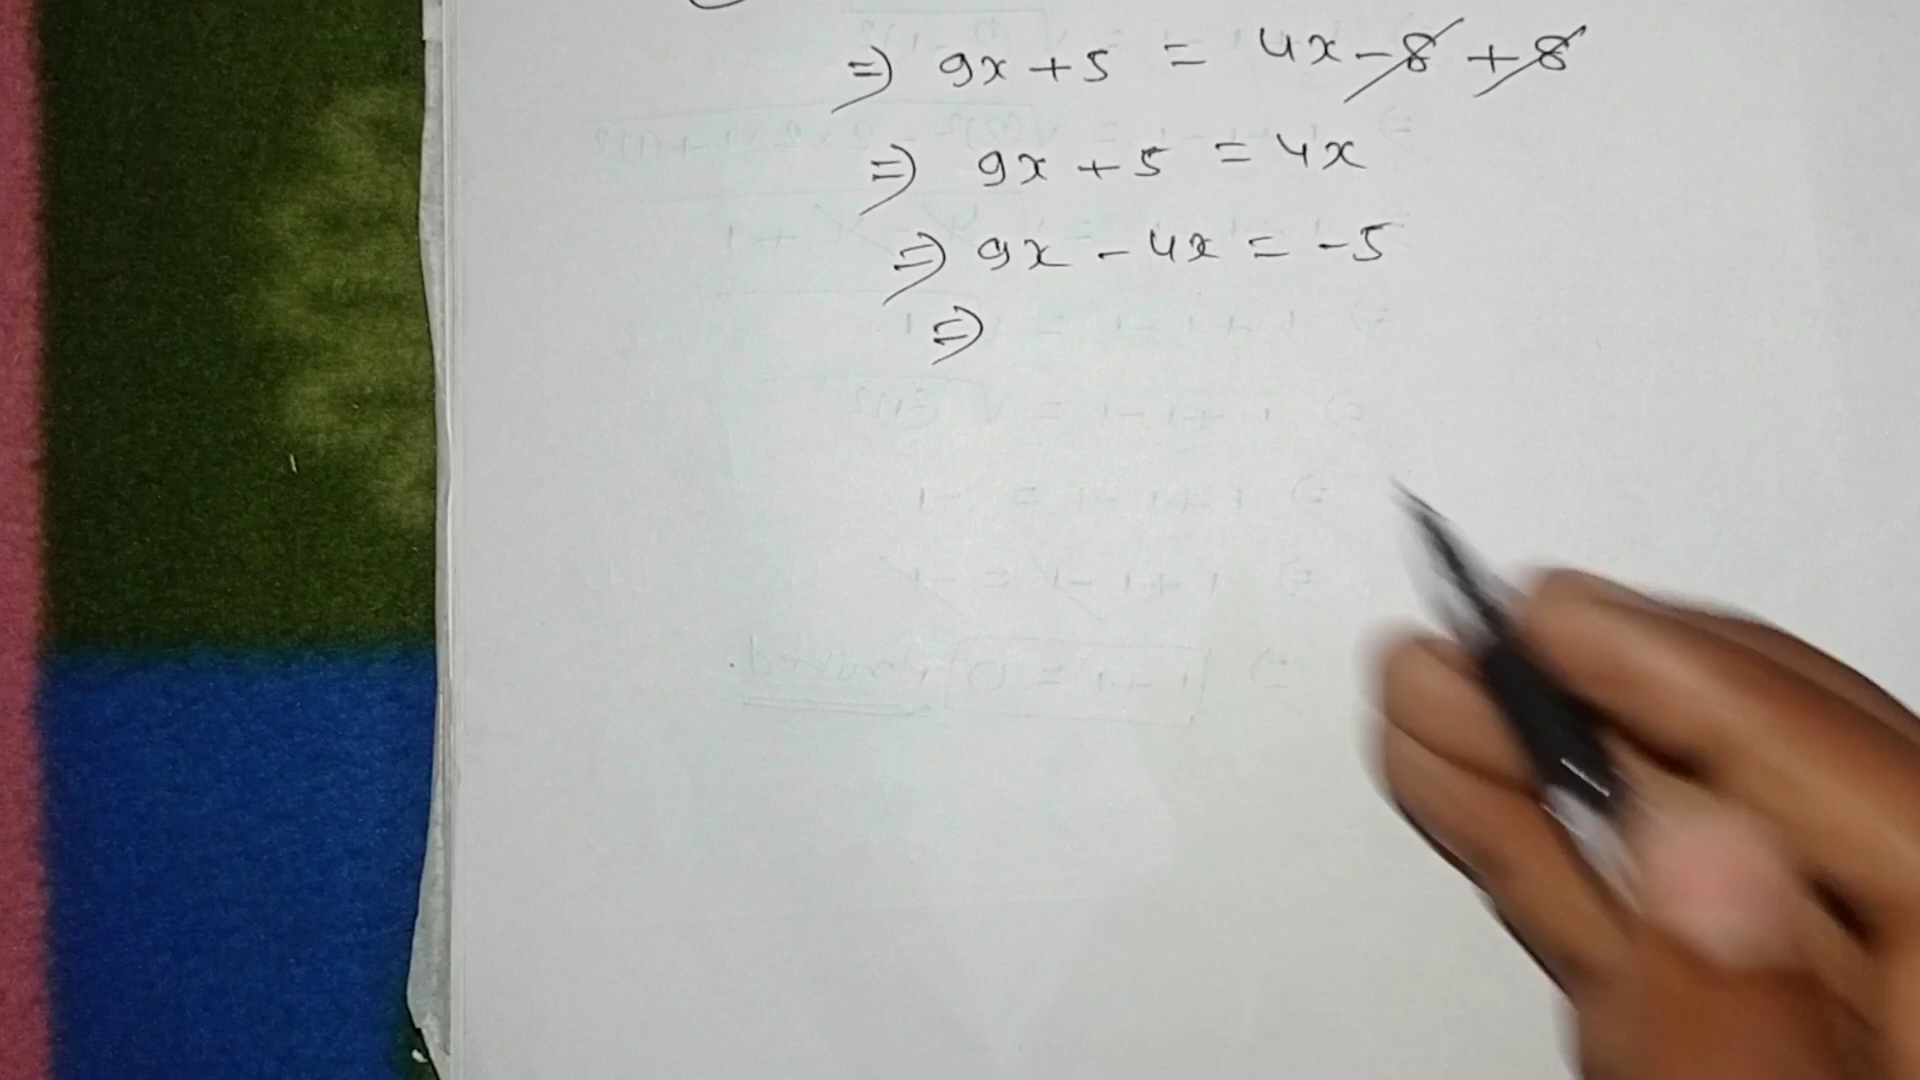 ⇒ 9x + 5 = 4x - 8 + 8
⇒ 9x + 5 = 4x
⇒ 9x - 4x = -5
⇒